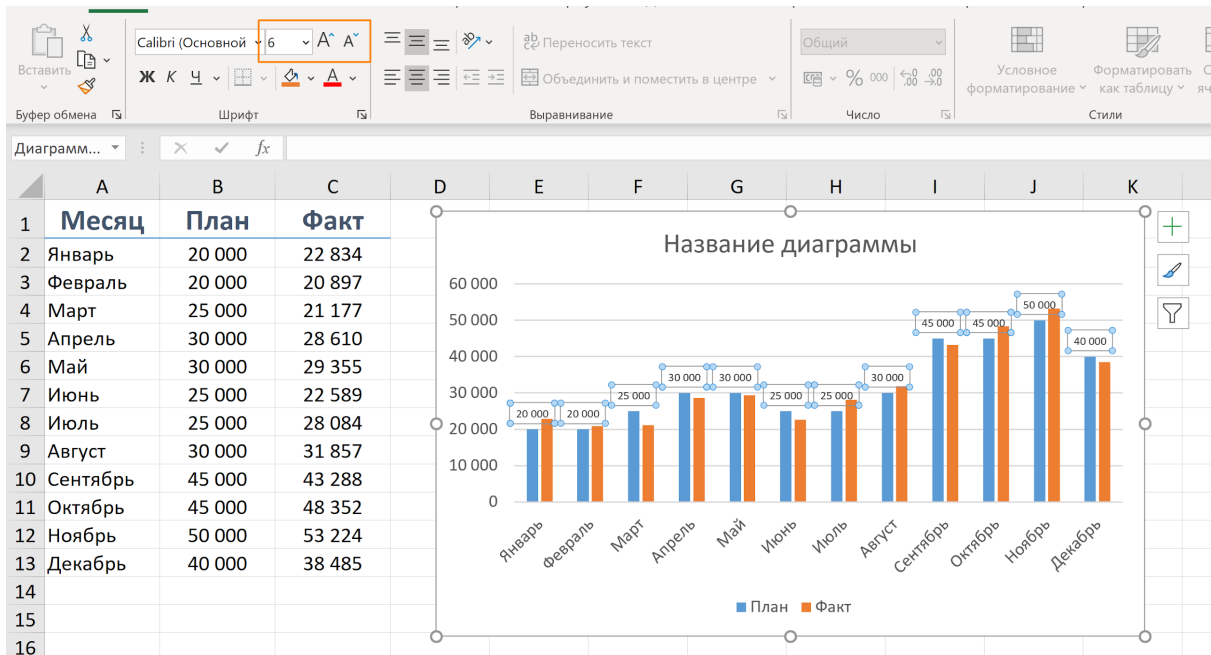 Calibri (Основной 6 A^ A˅
Ж К Ч А
Вставить
ab Переносить текст
Объединить и поместить в центре
Общий
% 000 ,00 ,00
Условное форматирование
Форматировать как таблицу
Буфер обмена Шрифт Выравнивание Число Стили
Диаграмм... fx
A B C D E F G H I J K
1 Месяц План Факт
2 Январь 20 000 22 834
3 Февраль 20 000 20 897
4 Март 25 000 21 177
5 Апрель 30 000 28 610
6 Май 30 000 29 355
7 Июнь 25 000 22 589
8 Июль 25 000 28 084
9 Август 30 000 31 857
10 Сентябрь 45 000 43 288
11 Октябрь 45 000 48 352
12 Ноябрь 50 000 53 224
13 Декабрь 40 000 38 485
14
15
16
Название диаграммы
60 000
50 000
40 000
30 000
20 000
10 000
0
20 000 20 000 25 000 30 000 30 000 25 000 25 000 30 000 45 000 45 000 50 000 40 000
Январь Февраль Март Апрель Май Июнь Июль Август Сентябрь Октябрь Ноябрь Декабрь
План Факт